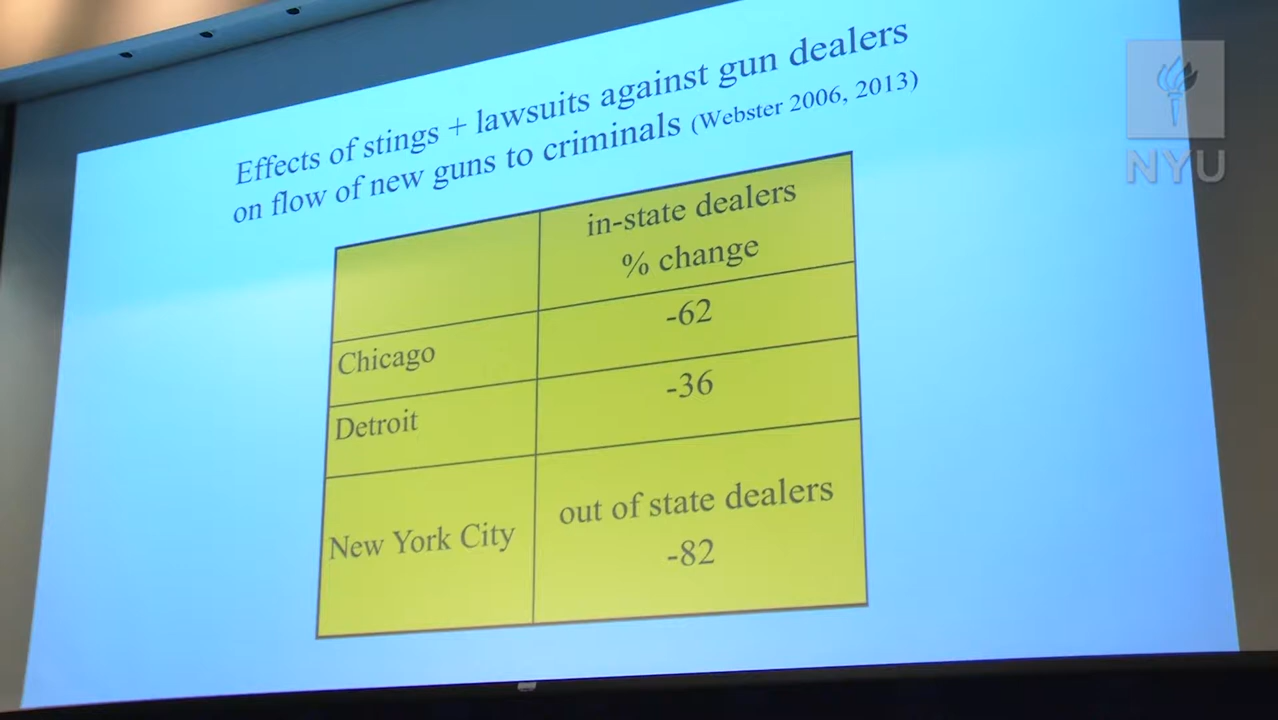 Effects of stings + lawsuits against gun dealers
on flow of new guns to criminals (Webster 2006, 2013)
in-state dealers
% change
Chicago
-62
Detroit
-36
New York City
out of state dealers
-82
NYU